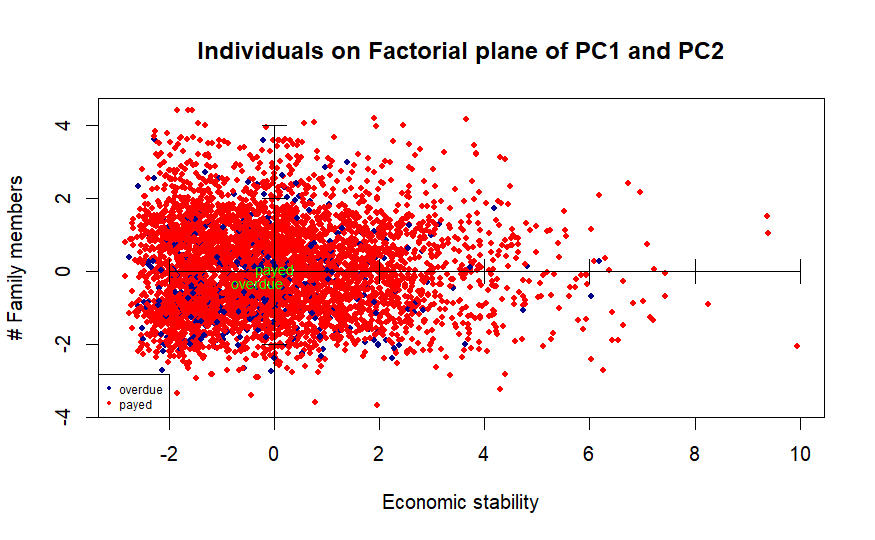 Individuals on Factorial plane of PC1 and PC2
# Family members
4
2
0
-2
-4
payed
overdue
overdue
payed
-2 0 2 4 6 8 10
Economic stability